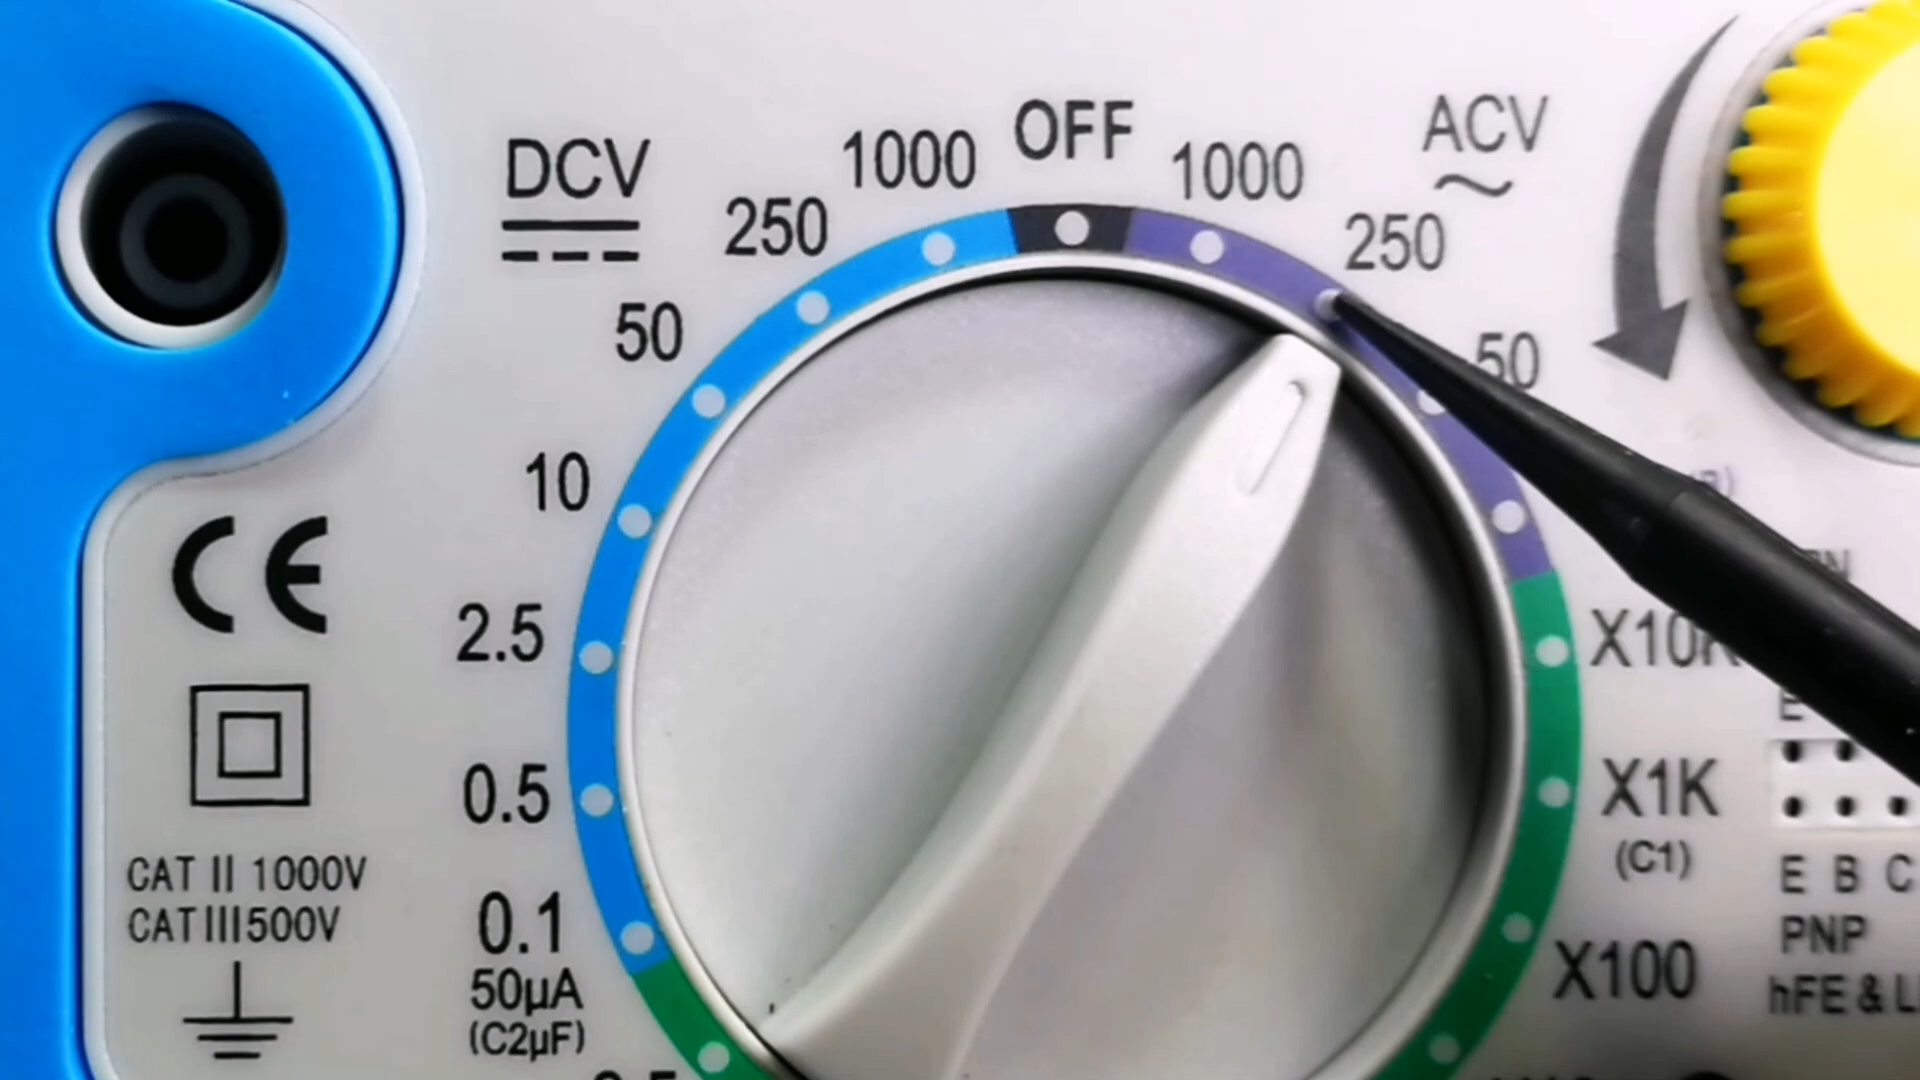 OFF
DCV
1000
1000
ACV
250
250
50
50
10
2.5
X10K
0.5
X1K
(C1)
CAT II 1000V
CAT III 500V
0.1
50µA
(C2µF)
X100
E B C
PNP
hFE &
CE